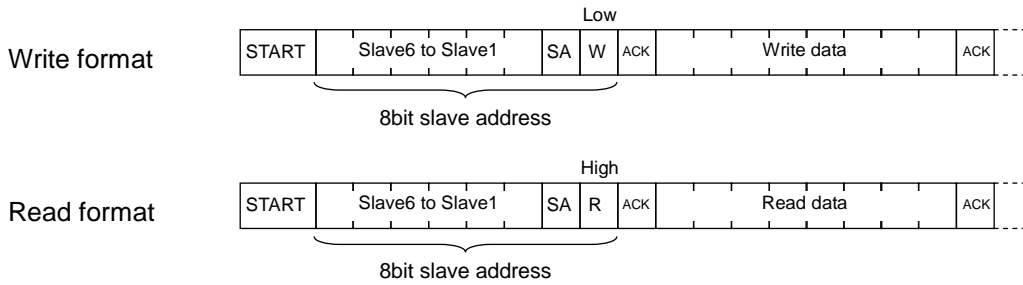 Low
Write format START Slave6 to Slave1 SA W ACK Write data ACK
8bit slave address
High
Read format START Slave6 to Slave1 SA R ACK Read data ACK
8bit slave address